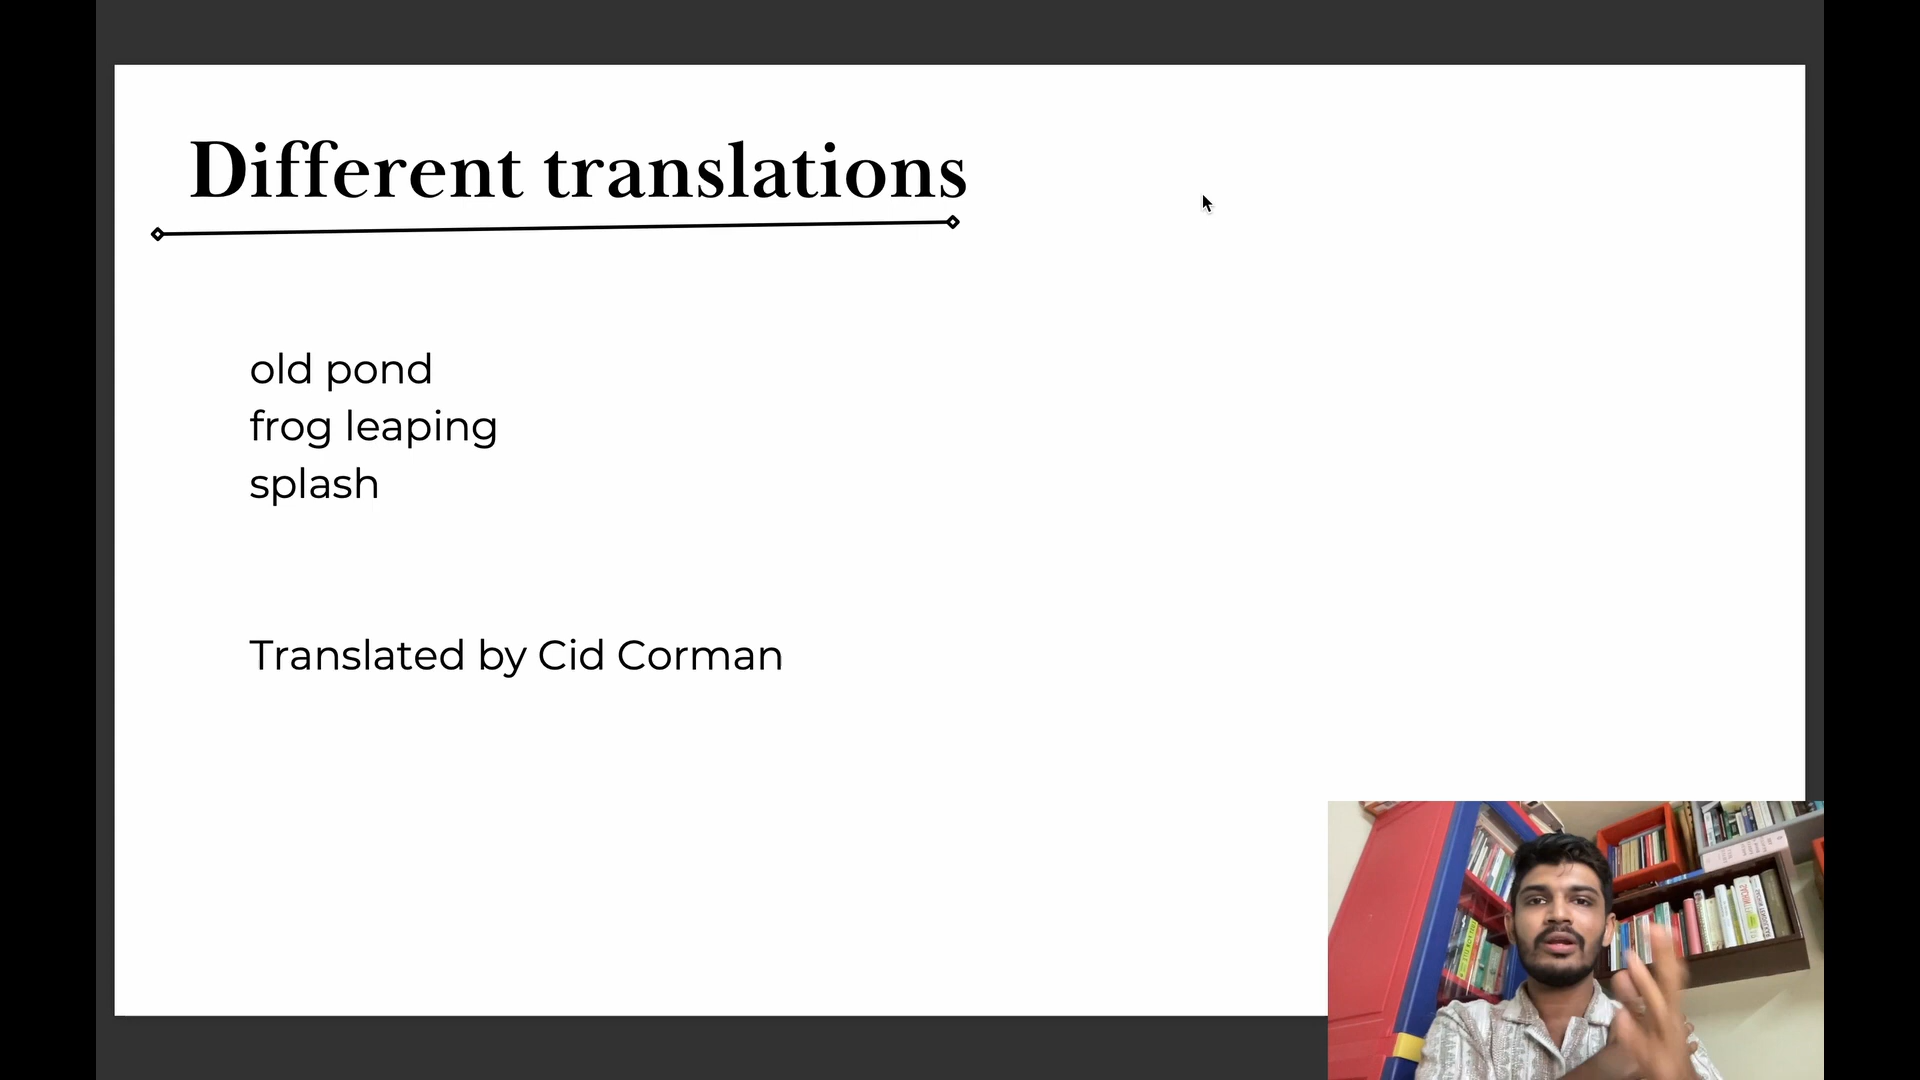 Different translations
old pond
frog leaping
splash
Translated by Cid Corman